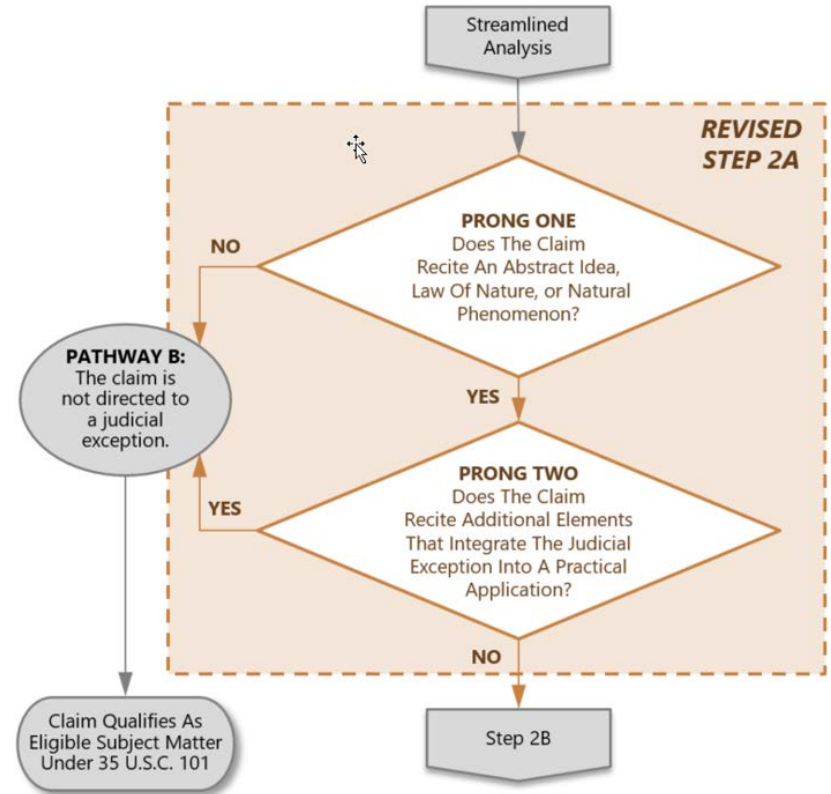 Streamlined
Analysis
REVISED
STEP 2A
PRONG ONE
Does The Claim
Recite An Abstract Idea,
Law Of Nature, or Natural
Phenomenon?
NO
YES
PATHWAY B:
The claim is
not directed to
a judicial
exception.
PRONG TWO
Does The Claim
Recite Additional Elements
That Integrate The Judicial
Exception Into A Practical
Application?
YES
NO
Claim Qualifies As
Eligible Subject Matter
Under 35 U.S.C. 101
Step 2B